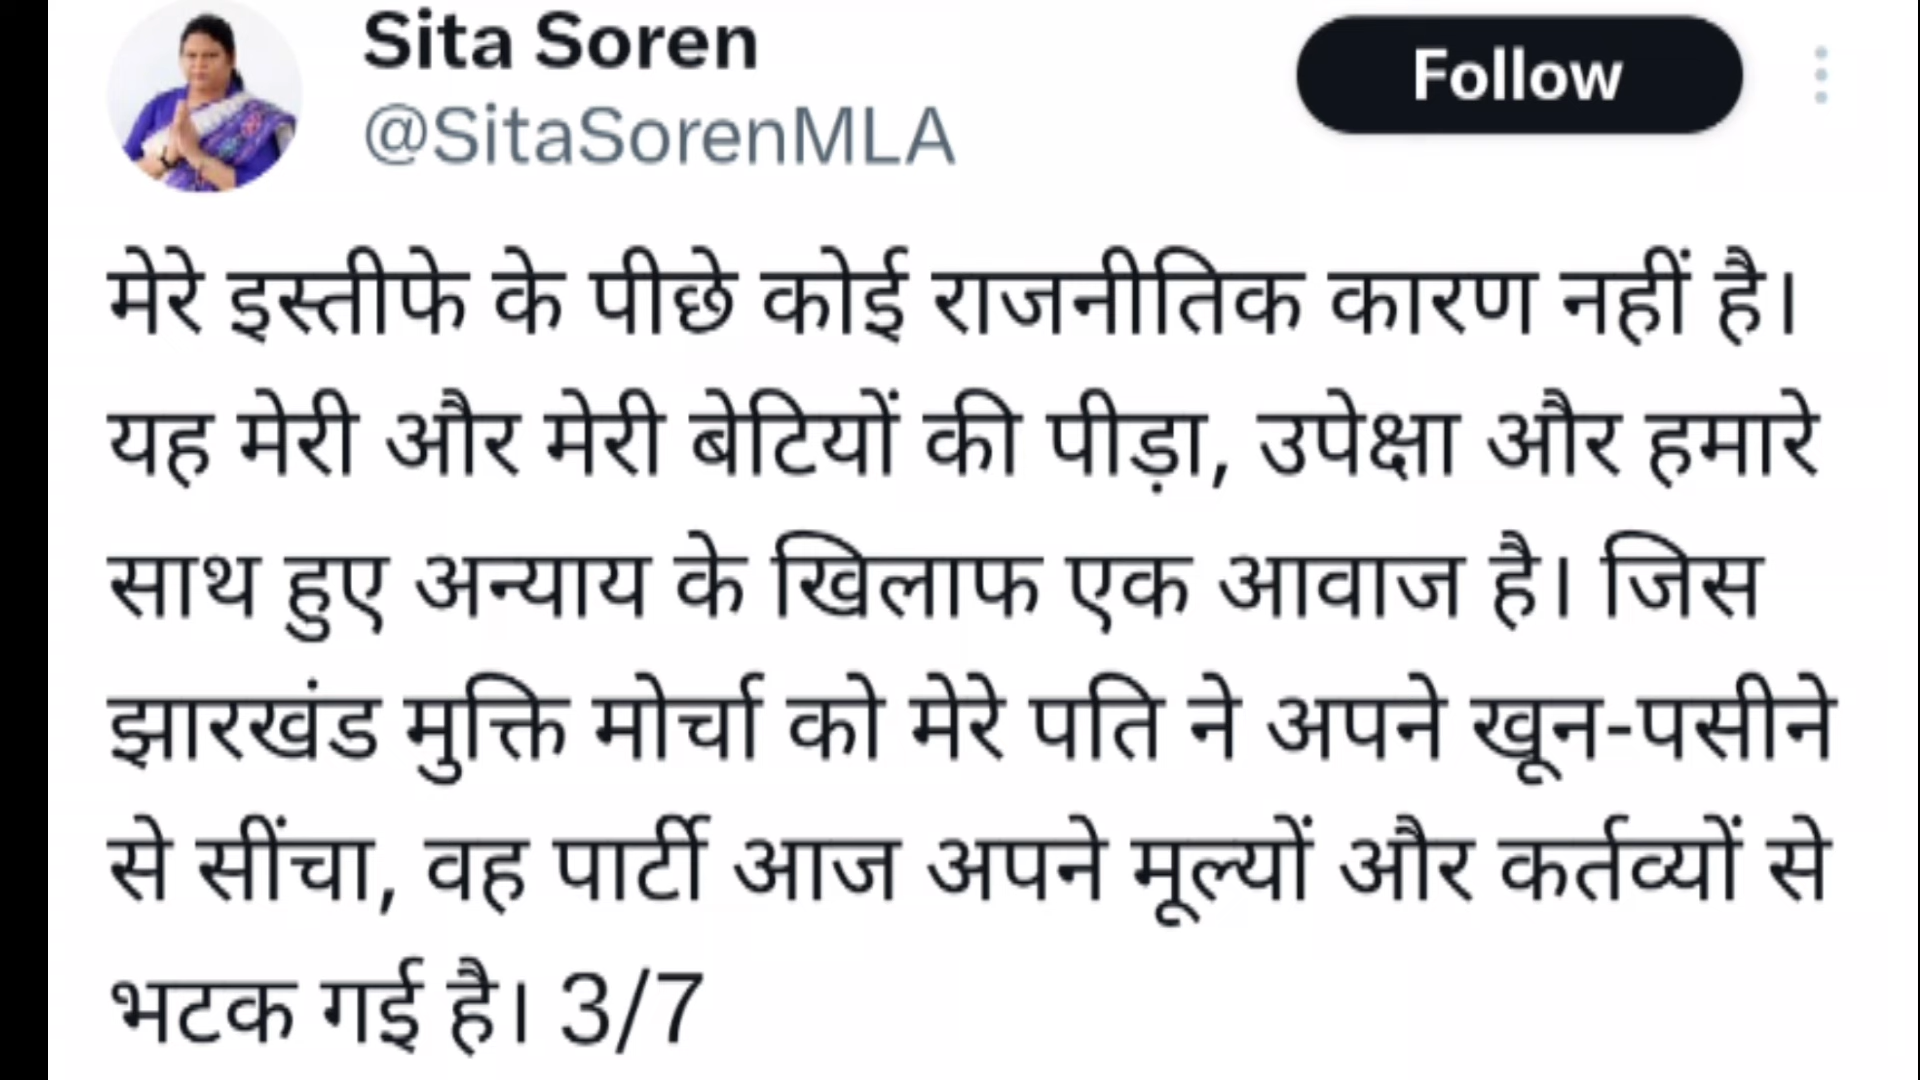 Sita Soren
Follow
@SitaSorenMLA
मेरे इस्तीफे के पीछे कोई राजनीतिक कारण नहीं है।
यह मेरी और मेरी बेटियों की पीड़ा, उपेक्षा और हमारे
साथ हुए अन्याय के खिलाफ एक आवाज है। जिस
झारखंड मुक्ति मोर्चा को मेरे पति ने अपने खून-पसीने
से सींचा, वह पार्टी आज अपने मूल्यों और कर्तव्यों से
भटक गई है। 3/7